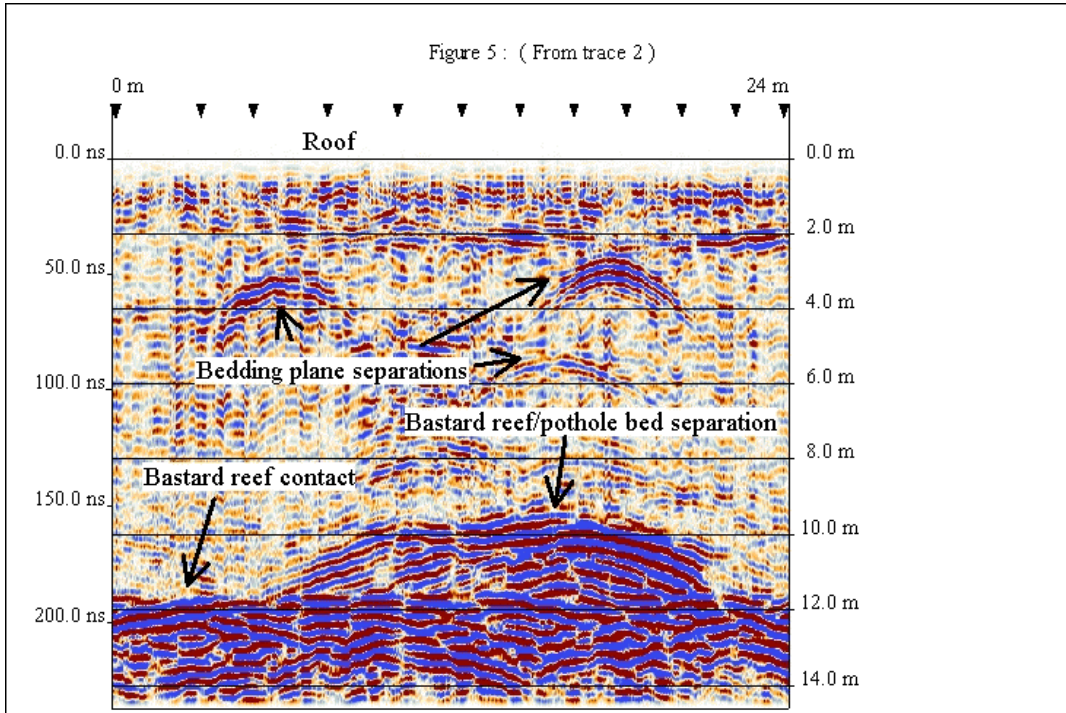 Figure 5 : ( From trace 2 )
0 m
24 m
Roof
0.0 ns
0.0 m
2.0 m
50.0 ns
4.0 m
Bedding plane separations
100.0 ns
6.0 m
Bastard reef/pothole bed separation
8.0 m
Bastard reef contact
150.0 ns
10.0 m
200.0 ns
12.0 m
14.0 m